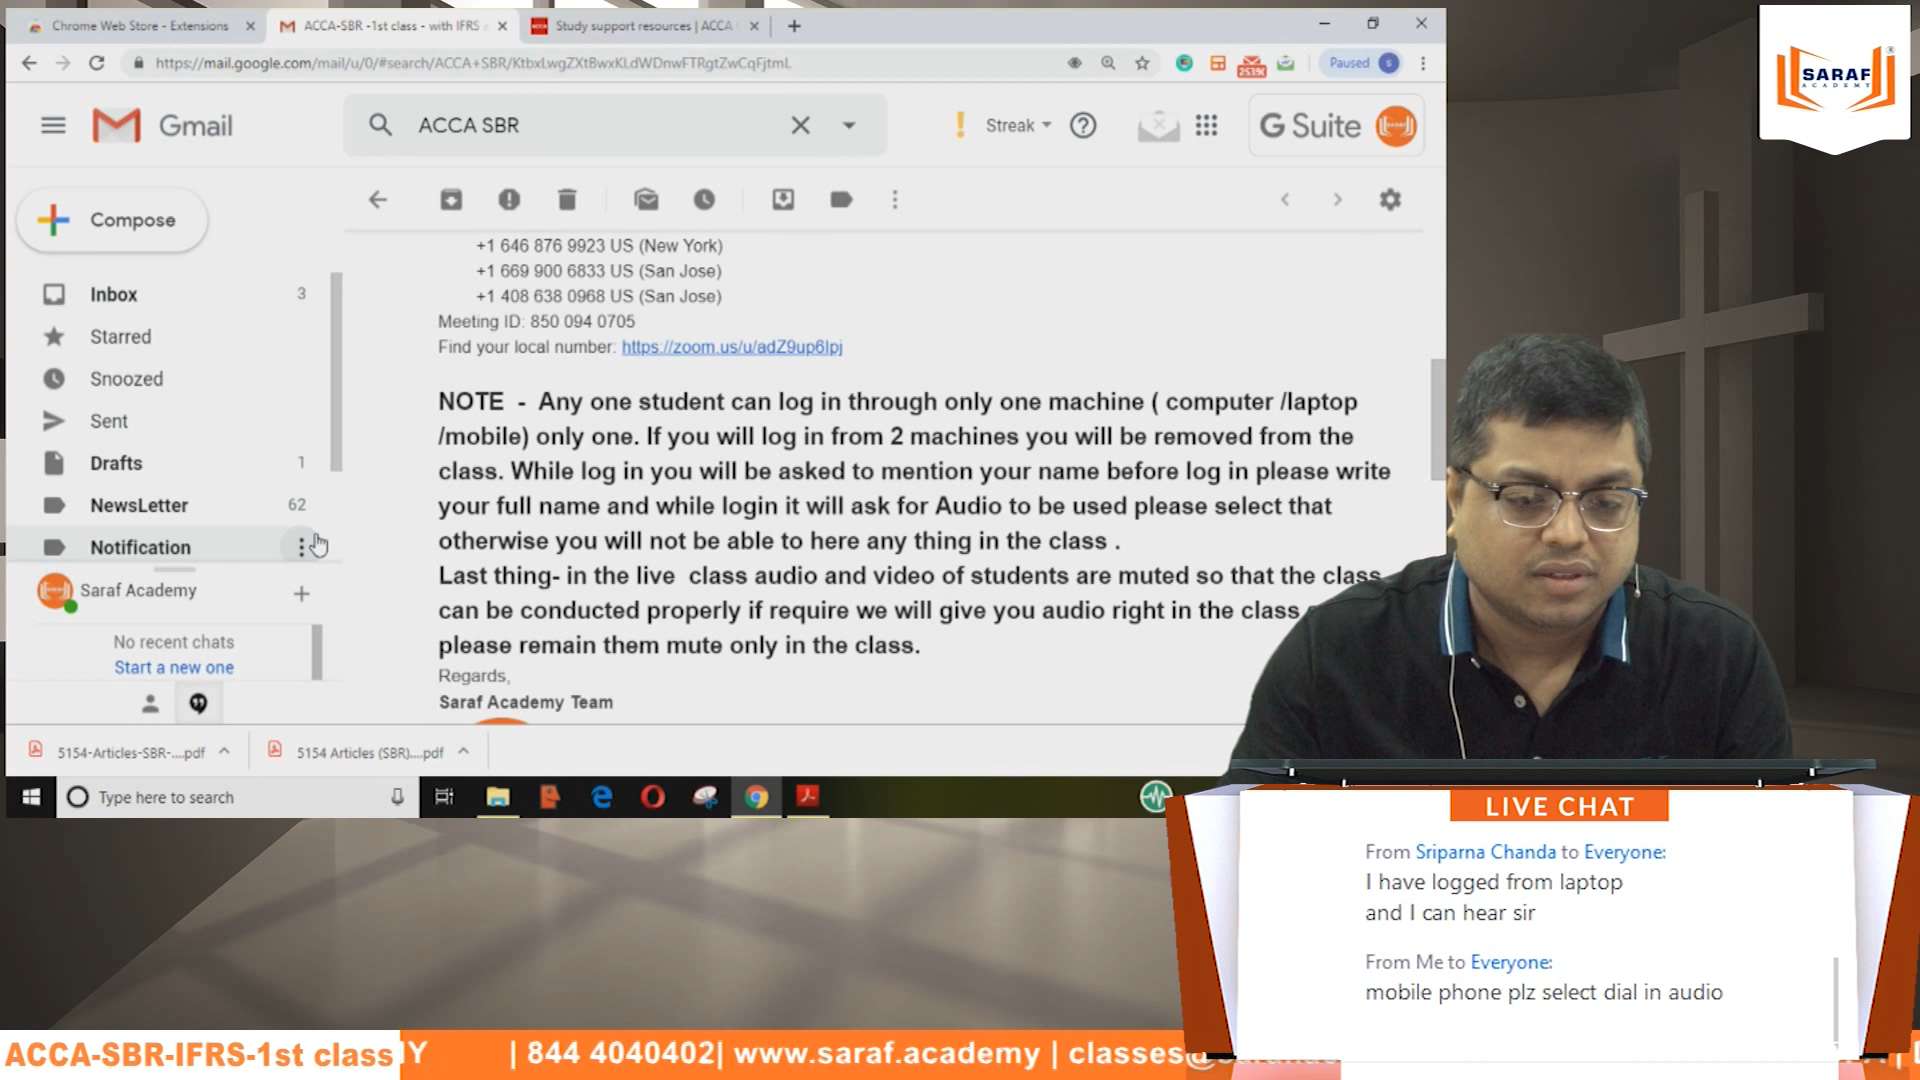 Chrome Web Store - Extensions
ACCA-SBR -1st class - with IFRS
Study support resources | ACCA
https://mail.google.com/mail/u/0/#search/ACCA+SBR/KtbxLwgZXtBwxKLdWDnwFTRgtZwCqFjtmL
2539
Paused
S
SARAF
ACADEMY
Gmail
ACCA SBR
Streak
G Suite
Compose
+1 646 876 9923 US (New York)
+1 669 900 6833 US (San Jose)
+1 408 638 0968 US (San Jose)
Meeting ID: 850 094 0705
Find your local number: https://zoom.us/u/adZ9up6lpj
Inbox 3
Starred
Snoozed
Sent
Drafts 1
NewsLetter 62
Notification
Saraf Academy
No recent chats
Start a new one
NOTE - Any one student can log in through only one machine ( computer /laptop
/mobile) only one. If you will log in from 2 machines you will be removed from the
class. While log in you will be asked to mention your name before log in please write
your full name and while login it will ask for Audio to be used please select that
otherwise you will not be able to here any thing in the class .
Last thing- in the live class audio and video of students are muted so that the class
can be conducted properly if require we will give you audio right in the class
please remain them mute only in the class.
Regards,
Saraf Academy Team
5154-Articles-SBR-....pdf
5154 Articles (SBR)....pdf
Type here to search
LIVE CHAT
From Sriparna Chanda to Everyone:
I have logged from laptop
and I can hear sir
From Me to Everyone:
mobile phone plz select dial in audio
ACCA-SBR-IFRS-1st class
Y | 844 4040402| www.saraf.academy | classes@